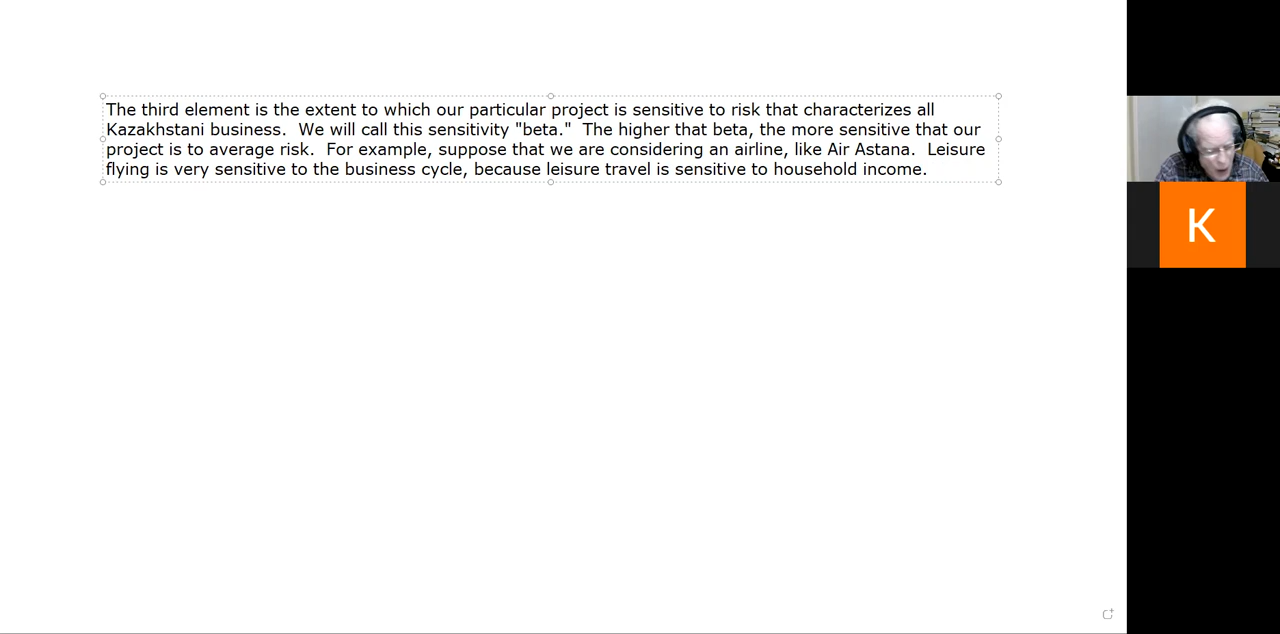 The third element is the extent to which our particular project is sensitive to risk that characterizes all
Kazakhstani business.  We will call this sensitivity "beta."  The higher that beta, the more sensitive that our
project is to average risk.  For example, suppose that we are considering an airline, like Air Astana.  Leisure
flying is very sensitive to the business cycle, because leisure travel is sensitive to household income.
K